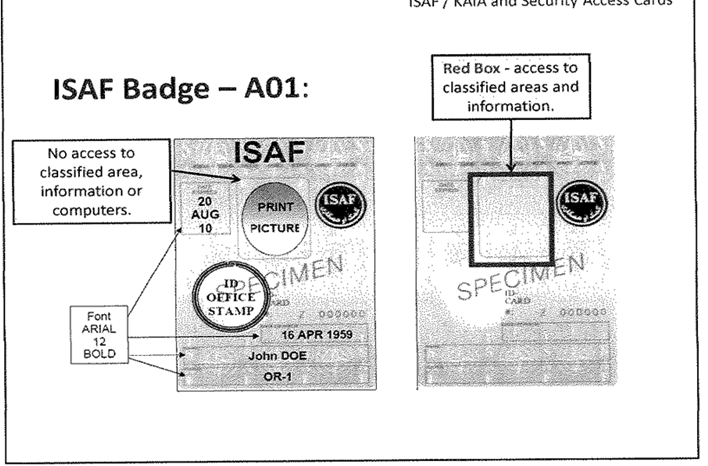 ISAF / KAIA and Security Access Cards
ISAF Badge – A01:
Red Box - access to
classified areas and
information.
No access to
classified area,
information or
computers.
ISAF
20
AUG
10
PRINT
PICTURE
ISAF
SPECIMEN
ID
OFFICE
STAMP
CARD
Z 000000
16 APR 1959
John DOE
OR-1
Font
ARIAL
12
BOLD
ISAF
SPECIMEN
ID-
CARD
#: Z 000000